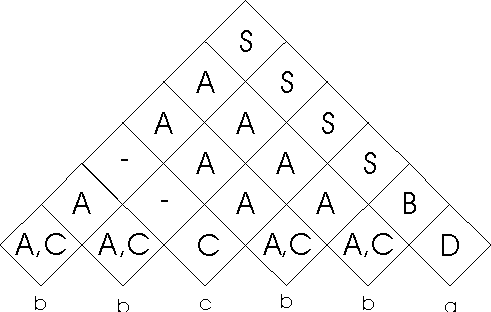 S
A S
A A S
- A A S
A - A A B
A,C A,C C A,C A,C D
b b c b b a